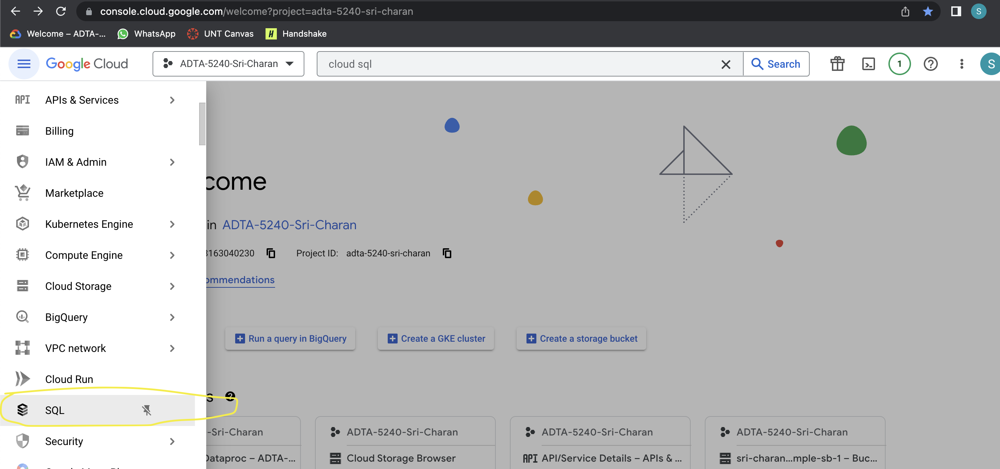 console.cloud.google.com/welcome?project=adta-5240-sri-charan
S
Welcome – ADTA-...
WhatsApp
UNT Canvas
H
Handshake
Google Cloud
ADTA-5240-Sri-Charan
cloud sql
Search
1
?
S
API
APIs & Services
Billing
IAM & Admin
Marketplace
Kubernetes Engine
Compute Engine
Cloud Storage
BigQuery
VPC network
Cloud Run
SQL
Security
come
in ADTA-5240-Sri-Charan
3163040230
Project ID: adta-5240-sri-charan
ommendations
Run a query in BigQuery
Create a GKE cluster
Create a storage bucket
s ?
-Sri-Charan
Dataproc – ADTA-...
ADTA-5240-Sri-Charan
Cloud Storage Browser
ADTA-5240-Sri-Charan
API API/Service Details – APIs & ...
ADTA-5240-Sri-Charan
sri-charan...mple-sb-1 – Buc...